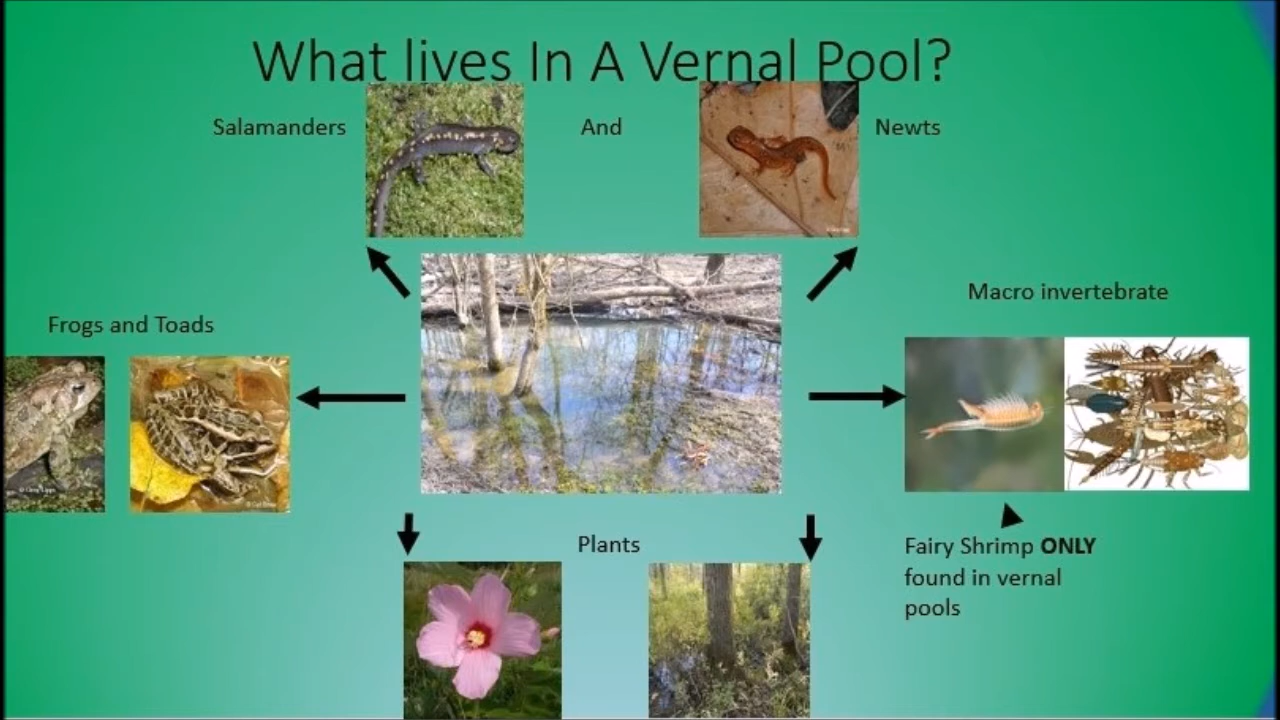 What lives In A Vernal Pool?
Salamanders
And
Newts
Macro invertebrate
Frogs and Toads
Plants
Fairy Shrimp ONLY
found in vernal
pools